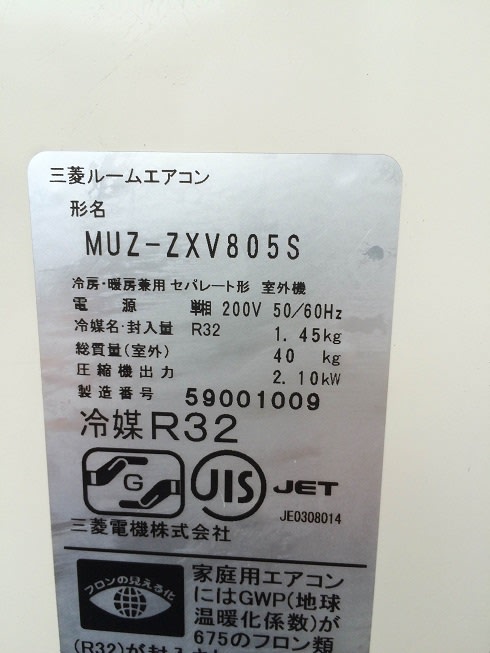 三菱ルームエアコン
形名
MUZ-ZXV805S
冷房・暖房兼用 セパレート形 室外機
電源 単相 200V 50/60Hz
冷媒名・封入量 R32 1.45kg
総質量(室外) 40 kg
圧縮機出力 2.10kW
製造番号 59001009
冷媒R32
G
JIS
JET
JE0308014
三菱電機株式会社
フロンの見える化
家庭用エアコン
にはGWP(地球
温暖化係数)が
675のフロン類
(R32)が封入され